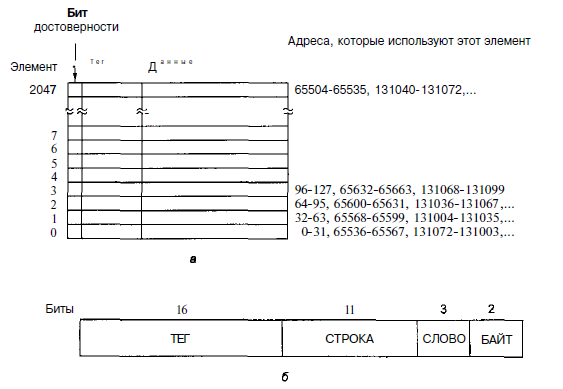 Бит
достоверности
Адреса, которые используют этот элемент
Элемент Тег Данные
2047 65504-65535, 131040-131072,...
7
6
5
4
3 96-127, 65632-65663, 131068-131099
2 64-95, 65600-65631, 131036-131067,...
1 32-63, 65568-65599, 131004-131035,...
0 0-31, 65536-65567, 131072-131003,...
а
Биты 16 11 3 2
ТЕГ СТРОКА СЛОВО БАЙТ
б